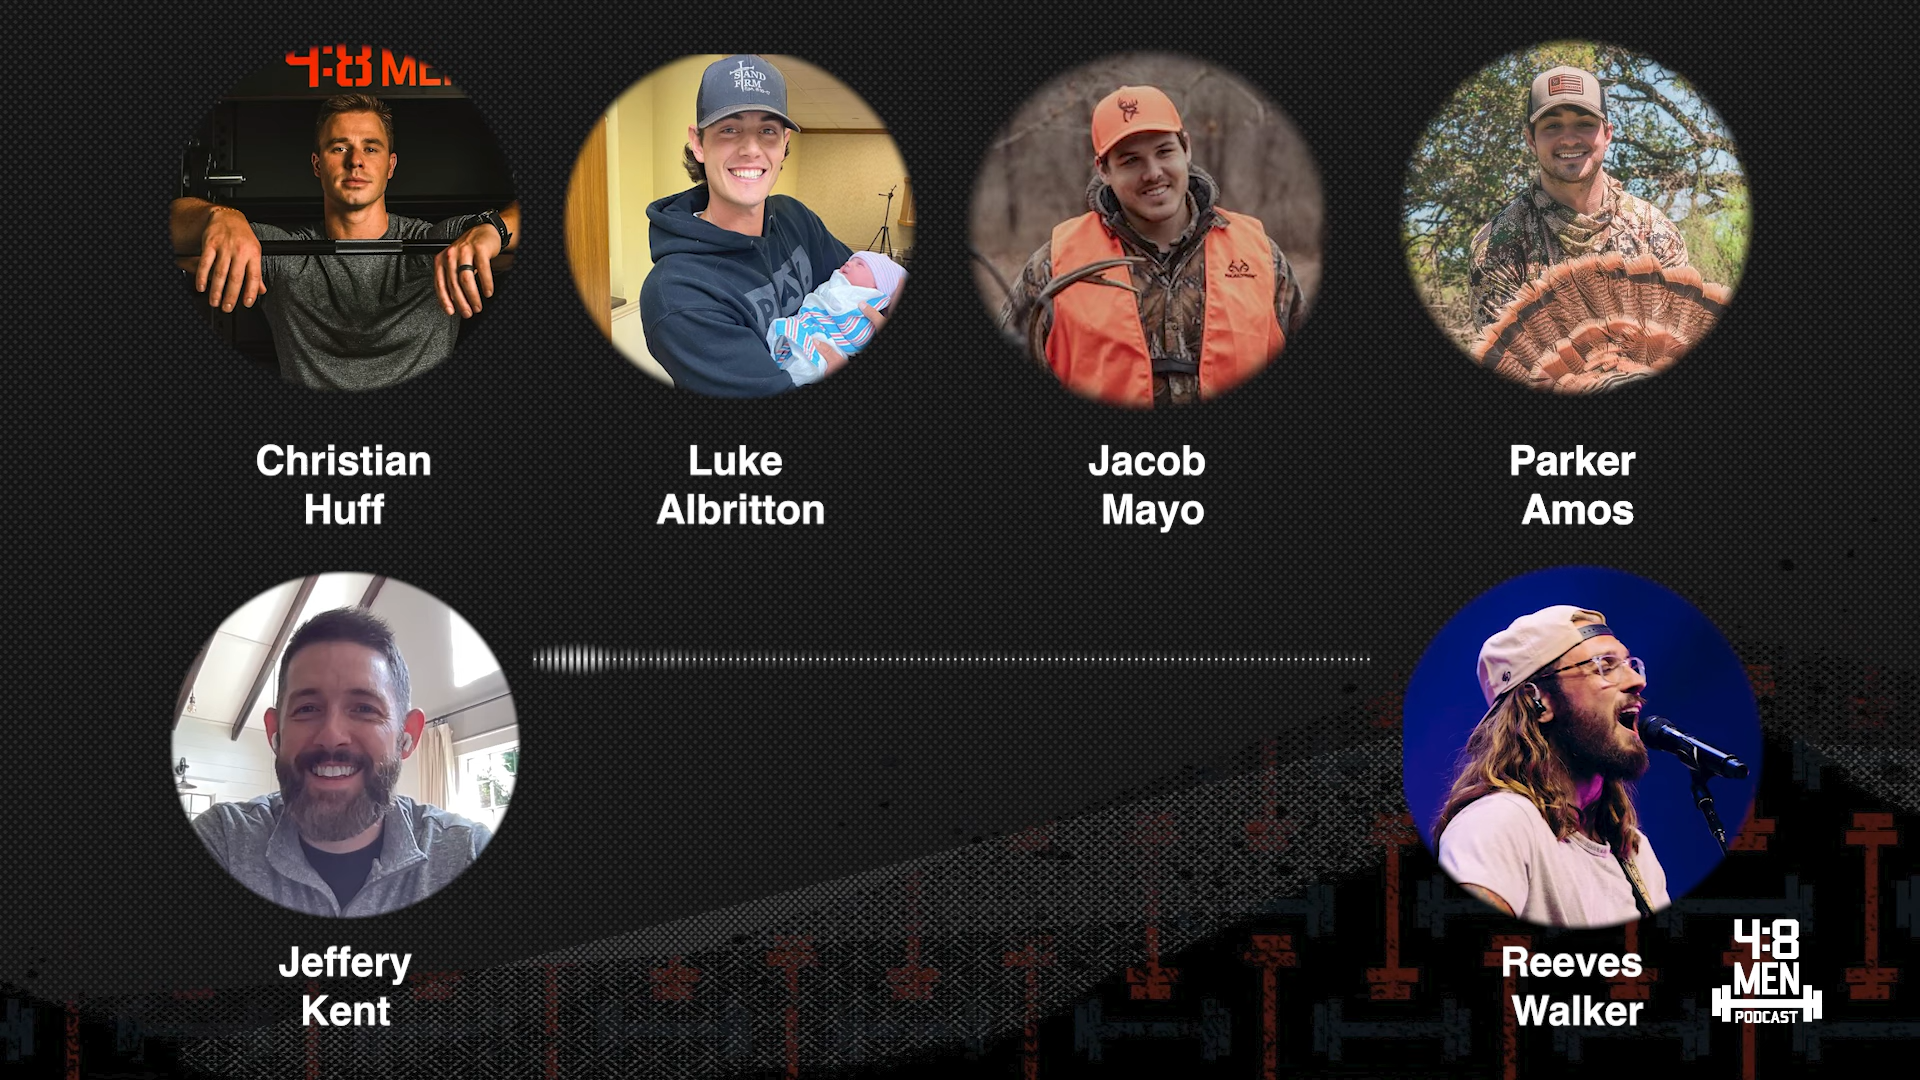 4:8 MEN
STAND
FIRM
Christian
Huff
Luke
Albritton
Jacob
Mayo
Parker
Amos
Jeffery
Kent
Reeves
Walker
4:8
MEN
PODCAST